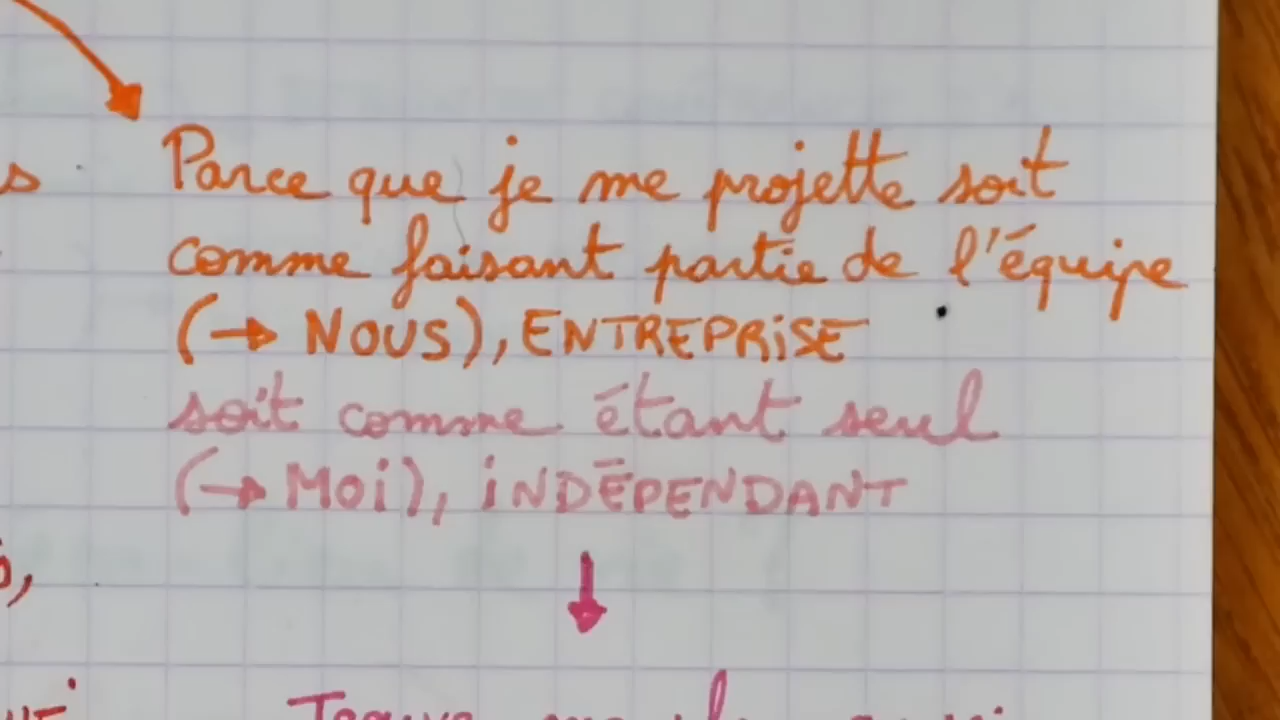 Parce que je me projette soit
comme faisant partie de l'équipe
(→ NOUS), ENTREPRISE
soit comme étant seul
(→ Moi), iNDÉPENDANT